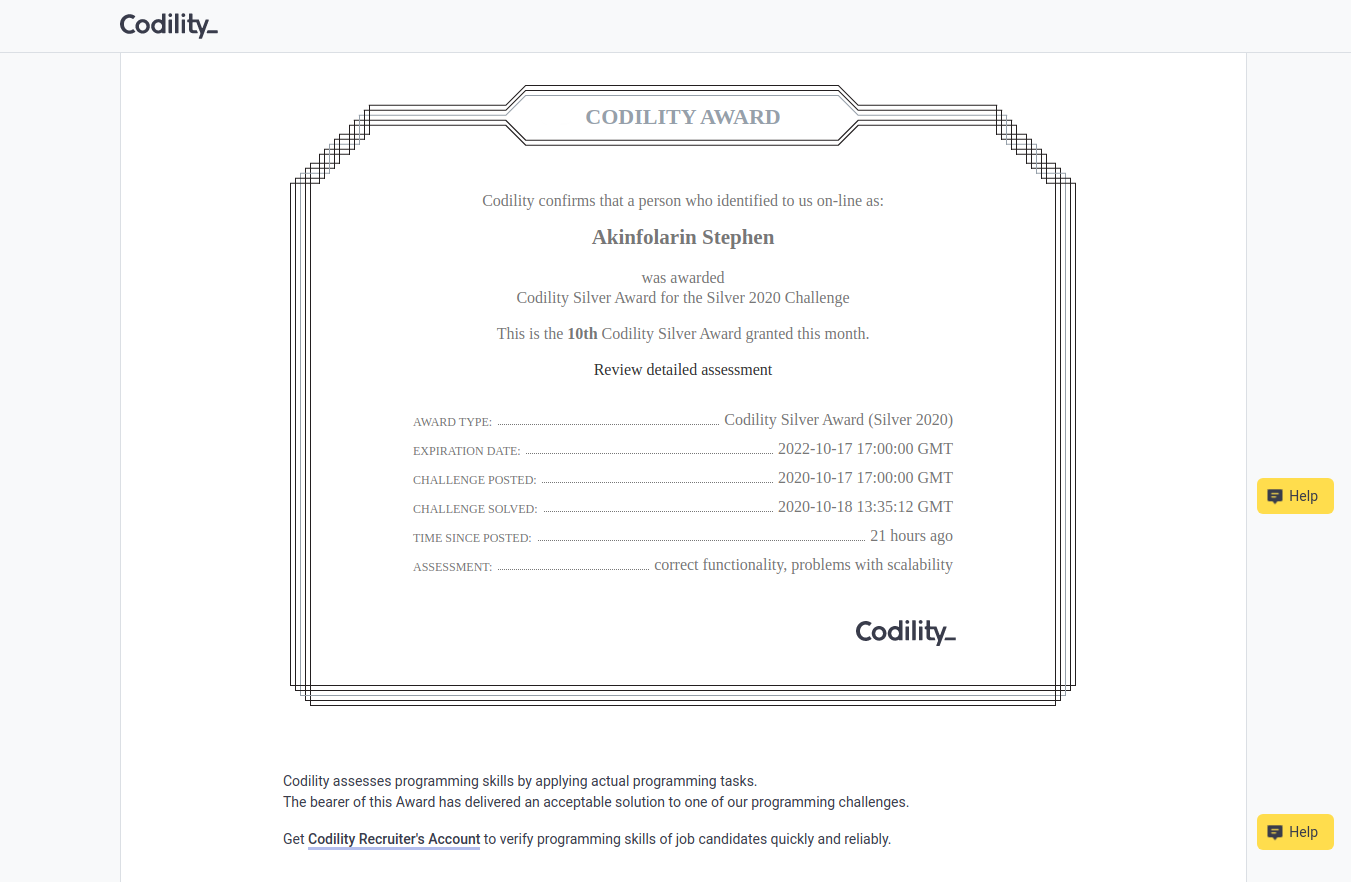 Codility_
CODILITY AWARD
Codility confirms that a person who identified to us on-line as:
Akinfolarin Stephen
was awarded
Codility Silver Award for the Silver 2020 Challenge
This is the 10th Codility Silver Award granted this month.
Review detailed assessment
AWARD TYPE: Codility Silver Award (Silver 2020)
EXPIRATION DATE: 2022-10-17 17:00:00 GMT
CHALLENGE POSTED: 2020-10-17 17:00:00 GMT
CHALLENGE SOLVED: 2020-10-18 13:35:12 GMT
TIME SINCE POSTED: 21 hours ago
ASSESSMENT: correct functionality, problems with scalability
Codility_
Help
Codility assesses programming skills by applying actual programming tasks.
The bearer of this Award has delivered an acceptable solution to one of our programming challenges.
Get Codility Recruiter's Account to verify programming skills of job candidates quickly and reliably.
Help